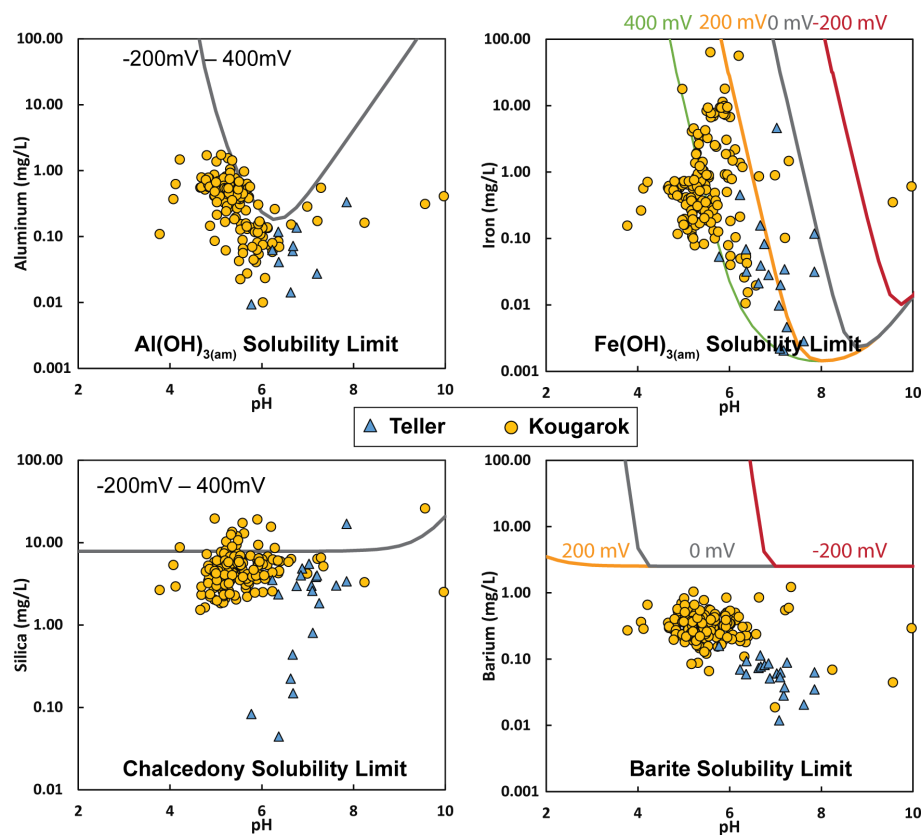 -200mV – 400mV
100.00
10.00
1.00
0.10
0.01
0.001
Aluminum (mg/L)
Al(OH)3(am) Solubility Limit
2 4 6 8 10
pH
400 mV 200 mV 0 mV -200 mV
100.00
10.00
1.00
0.10
0.01
0.001
Iron (mg/L)
Fe(OH)3(am) Solubility Limit
2 4 6 8 10
pH
Teller Kougarok
-200mV – 400mV
100.00
10.00
1.00
0.10
0.01
Silica (mg/L)
Chalcedony Solubility Limit
2 4 6 8 10
pH
100.00
10.00
1.00
0.10
0.01
0.001
Barium (mg/L)
200 mV 0 mV -200 mV
Barite Solubility Limit
2 4 6 8 10
pH